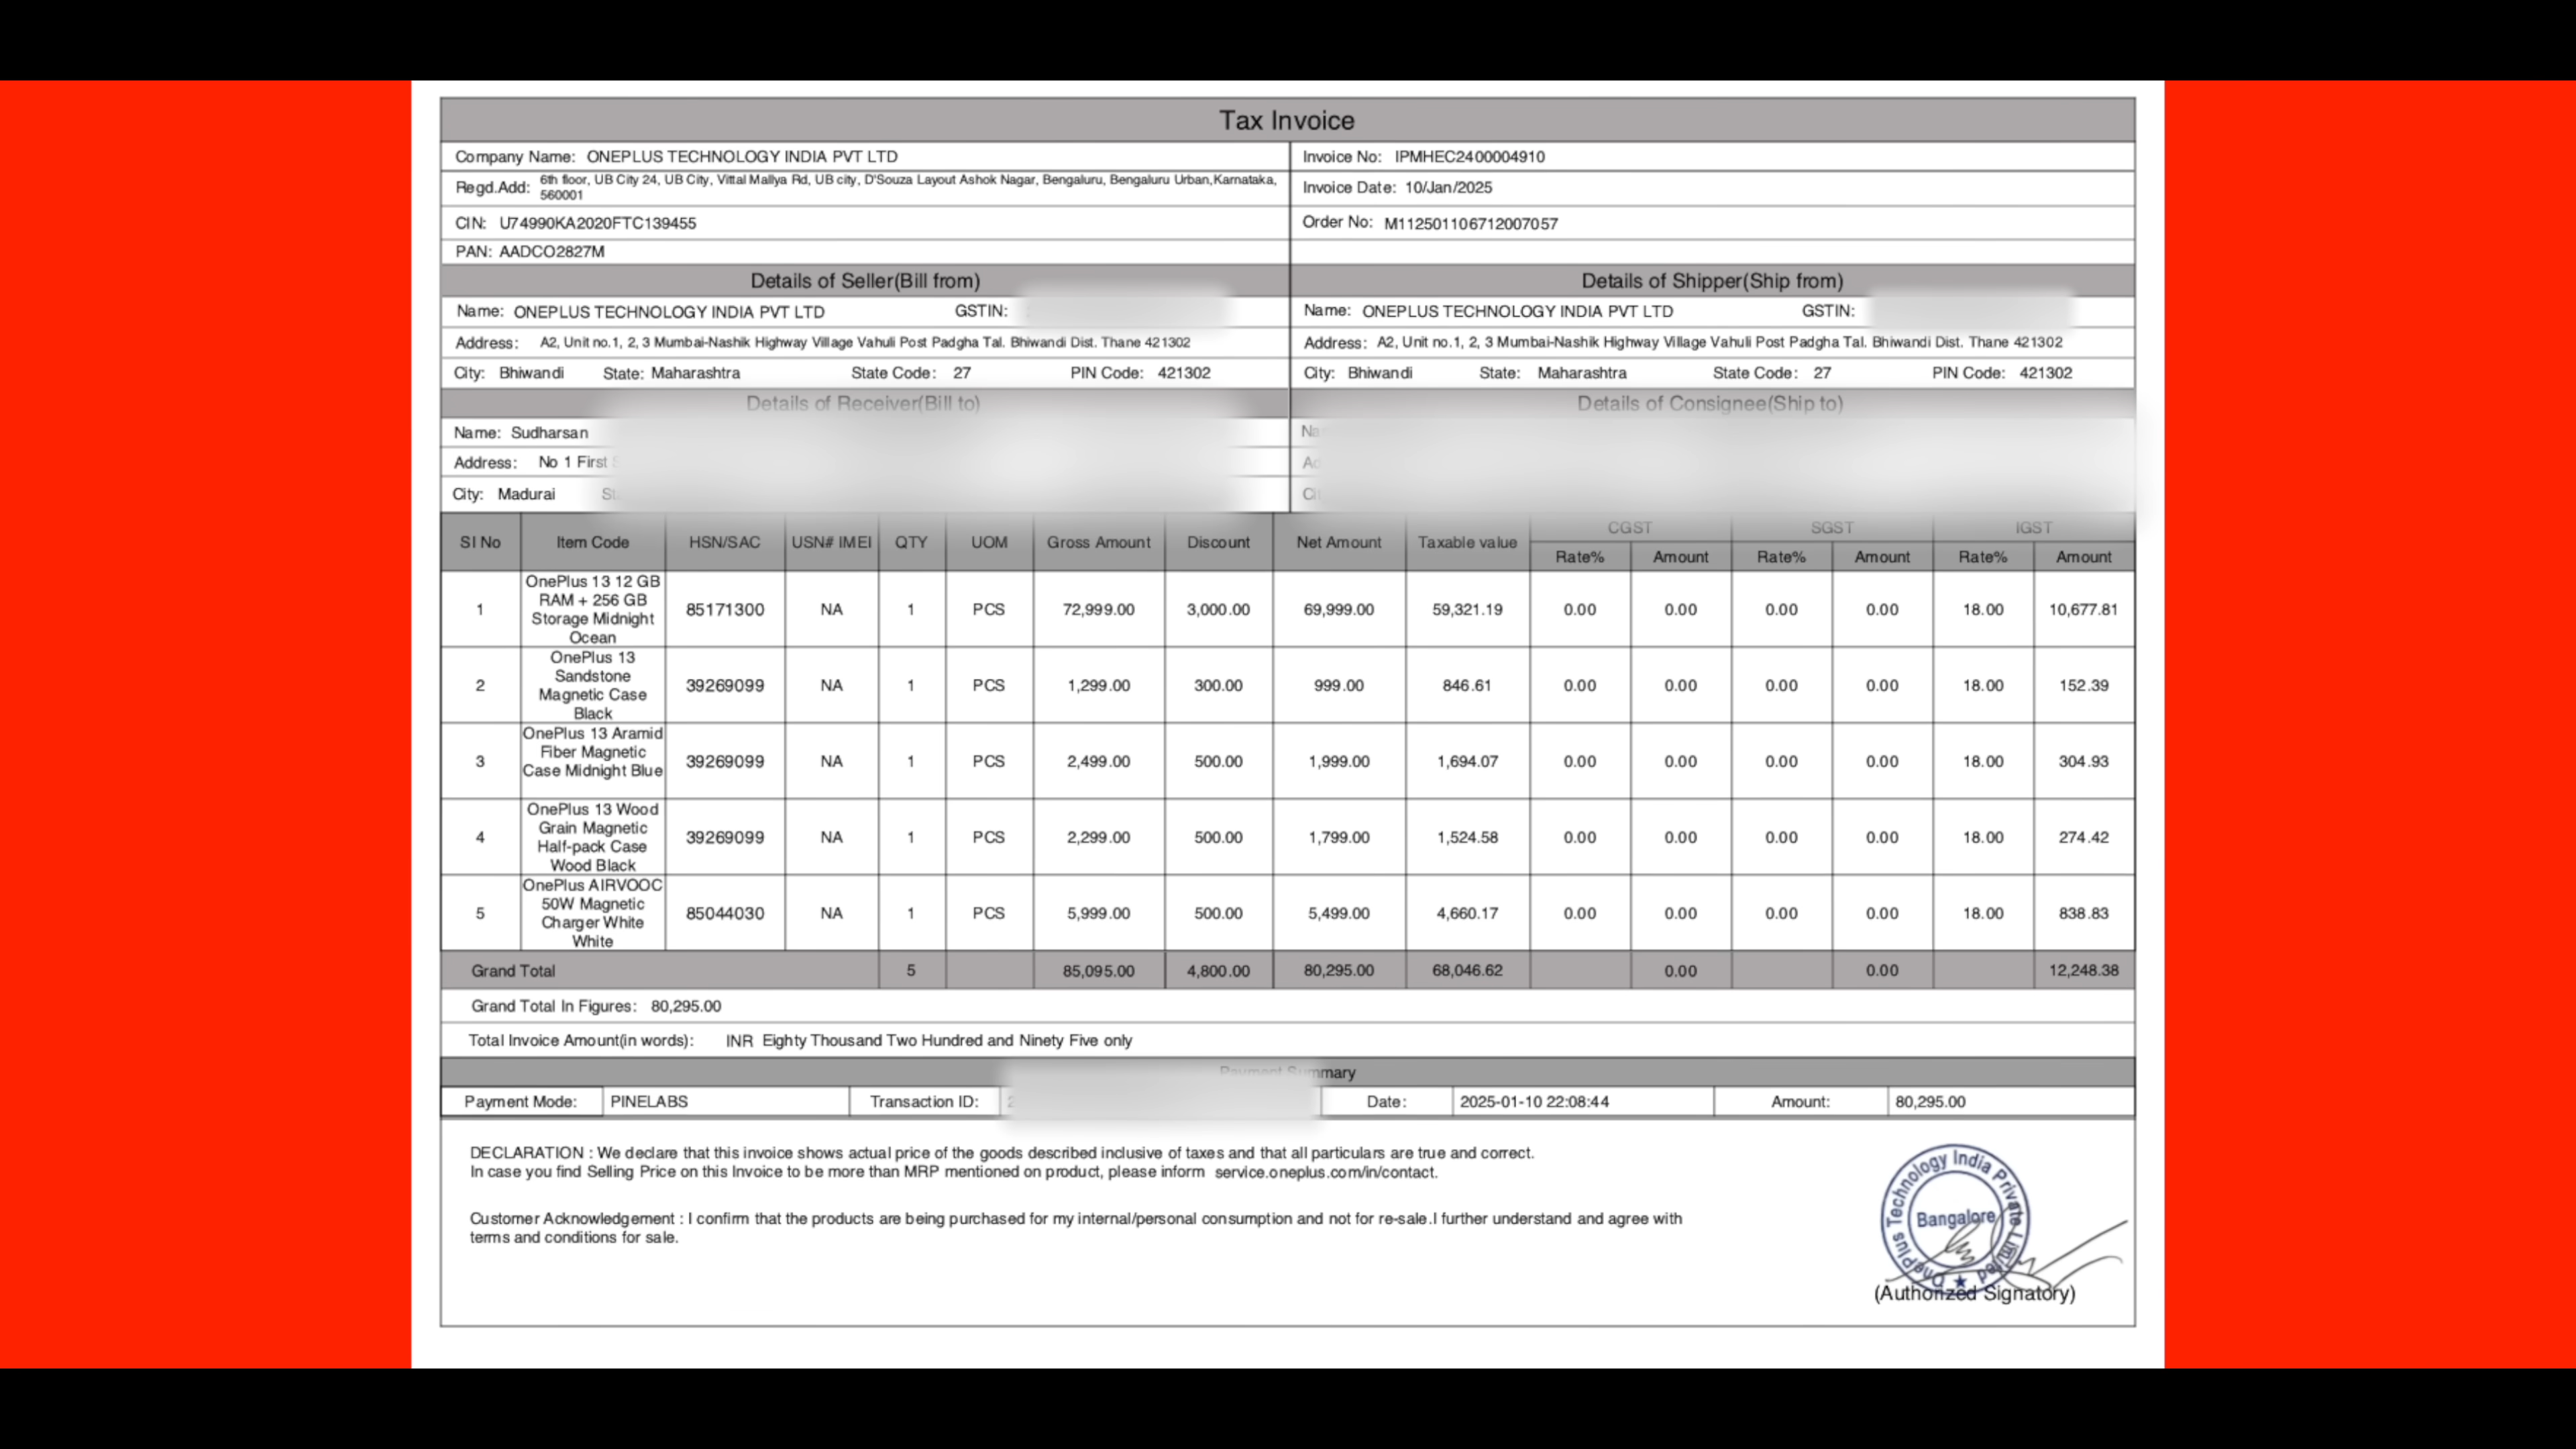 Tax Invoice
Company Name: ONEPLUS TECHNOLOGY INDIA PVT LTD
Invoice No: IPMHEC2400004910
Regd.Add: 6th floor, UB City 24, UB City, Vittal Mallya Rd, UB city, D'Souza Layout Ashok Nagar, Bengaluru, Bengaluru Urban,Karnataka,
560001
Invoice Date: 10/Jan/2025
CIN: U74990KA2020FTC139455
Order No: M112501106712007057
PAN: AADCO2827M
Details of Seller(Bill from)
Details of Shipper(Ship from)
Name: ONEPLUS TECHNOLOGY INDIA PVT LTD GSTIN:
Name: ONEPLUS TECHNOLOGY INDIA PVT LTD GSTIN:
Address: A2, Unit no.1, 2, 3 Mumbai-Nashik Highway Village Vahuli Post Padgha Tal. Bhiwandi Dist. Thane 421302
Address: A2, Unit no.1, 2, 3 Mumbai-Nashik Highway Village Vahuli Post Padgha Tal. Bhiwandi Dist. Thane 421302
City: Bhiwandi State: Maharashtra State Code: 27 PIN Code: 421302
City: Bhiwandi State: Maharashtra State Code: 27 PIN Code: 421302
Details of Receiver(Bill to)
Details of Consignee(Ship to)
Name: Sudharsan
Address: No 1 First
City: Madurai
SI No Item Code HSN/SAC USN# IMEI QTY UOM Gross Amount Discount Net Amount Taxable value CGST SGST IGST
Rate% Amount Rate% Amount Rate% Amount
1 OnePlus 13 12 GB RAM + 256 GB Storage Midnight Ocean 85171300 NA 1 PCS 72,999.00 3,000.00 69,999.00 59,321.19 0.00 0.00 0.00 0.00 18.00 10,677.81
2 OnePlus 13 Sandstone Magnetic Case Black 39269099 NA 1 PCS 1,299.00 300.00 999.00 846.61 0.00 0.00 0.00 0.00 18.00 152.39
3 OnePlus 13 Aramid Fiber Magnetic Case Midnight Blue 39269099 NA 1 PCS 2,499.00 500.00 1,999.00 1,694.07 0.00 0.00 0.00 0.00 18.00 304.93
4 OnePlus 13 Wood Grain Magnetic Half-pack Case Wood Black 39269099 NA 1 PCS 2,299.00 500.00 1,799.00 1,524.58 0.00 0.00 0.00 0.00 18.00 274.42
5 OnePlus AIRVOOC 50W Magnetic Charger White White 85044030 NA 1 PCS 5,999.00 500.00 5,499.00 4,660.17 0.00 0.00 0.00 0.00 18.00 838.83
Grand Total 5 85,095.00 4,800.00 80,295.00 68,046.62 0.00 0.00 12,248.38
Grand Total In Figures: 80,295.00
Total Invoice Amount(in words): INR Eighty Thousand Two Hundred and Ninety Five only
Payment Summary
Payment Mode: PINELABS Transaction ID: Date: 2025-01-10 22:08:44 Amount: 80,295.00
DECLARATION : We declare that this invoice shows actual price of the goods described inclusive of taxes and that all particulars are true and correct.
In case you find Selling Price on this Invoice to be more than MRP mentioned on product, please inform service.oneplus.com/in/contact.
Customer Acknowledgement : I confirm that the products are being purchased for my internal/personal consumption and not for re-sale.I further understand and agree with
terms and conditions for sale.
OnePlus Technology India Private Limited
Bangalore
(Authorized Signatory)